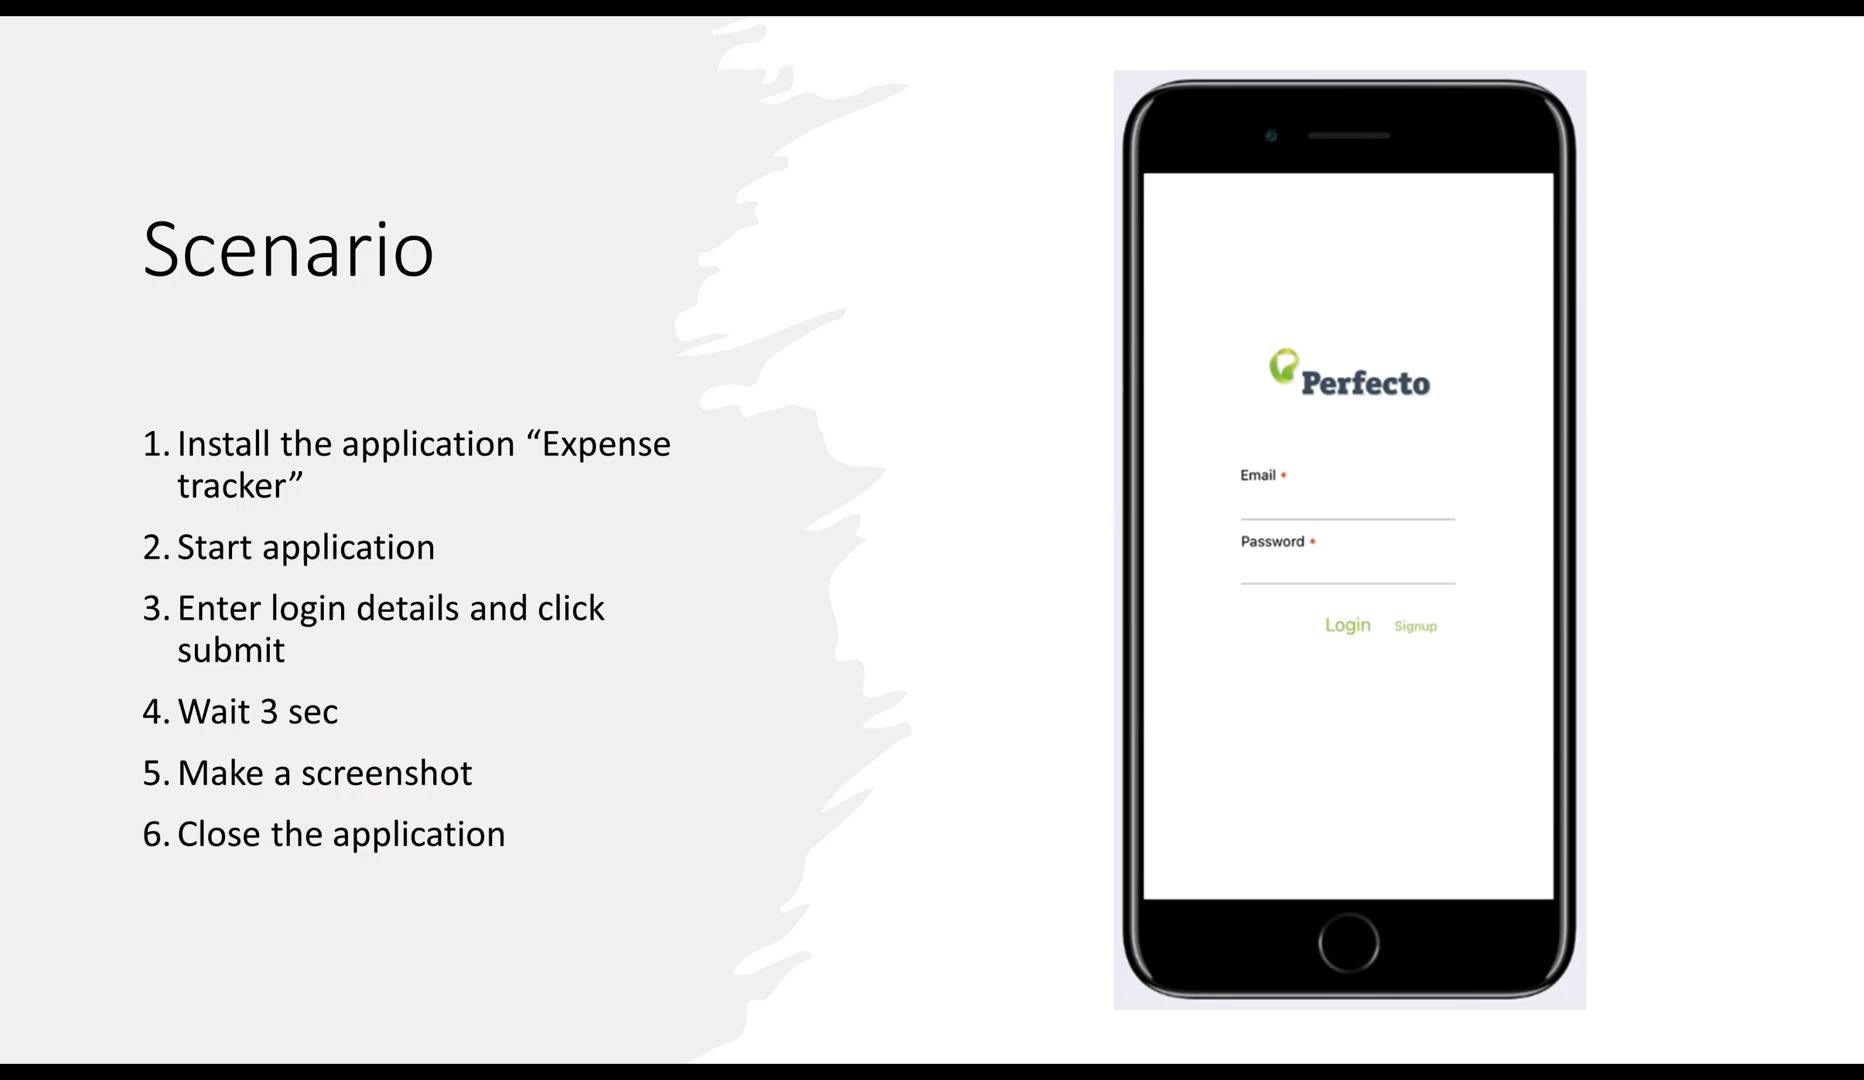 Scenario
1. Install the application “Expense
tracker”
2. Start application
3. Enter login details and click
submit
4. Wait 3 sec
5. Make a screenshot
6. Close the application
Perfecto
Email •
Password •
Login Signup